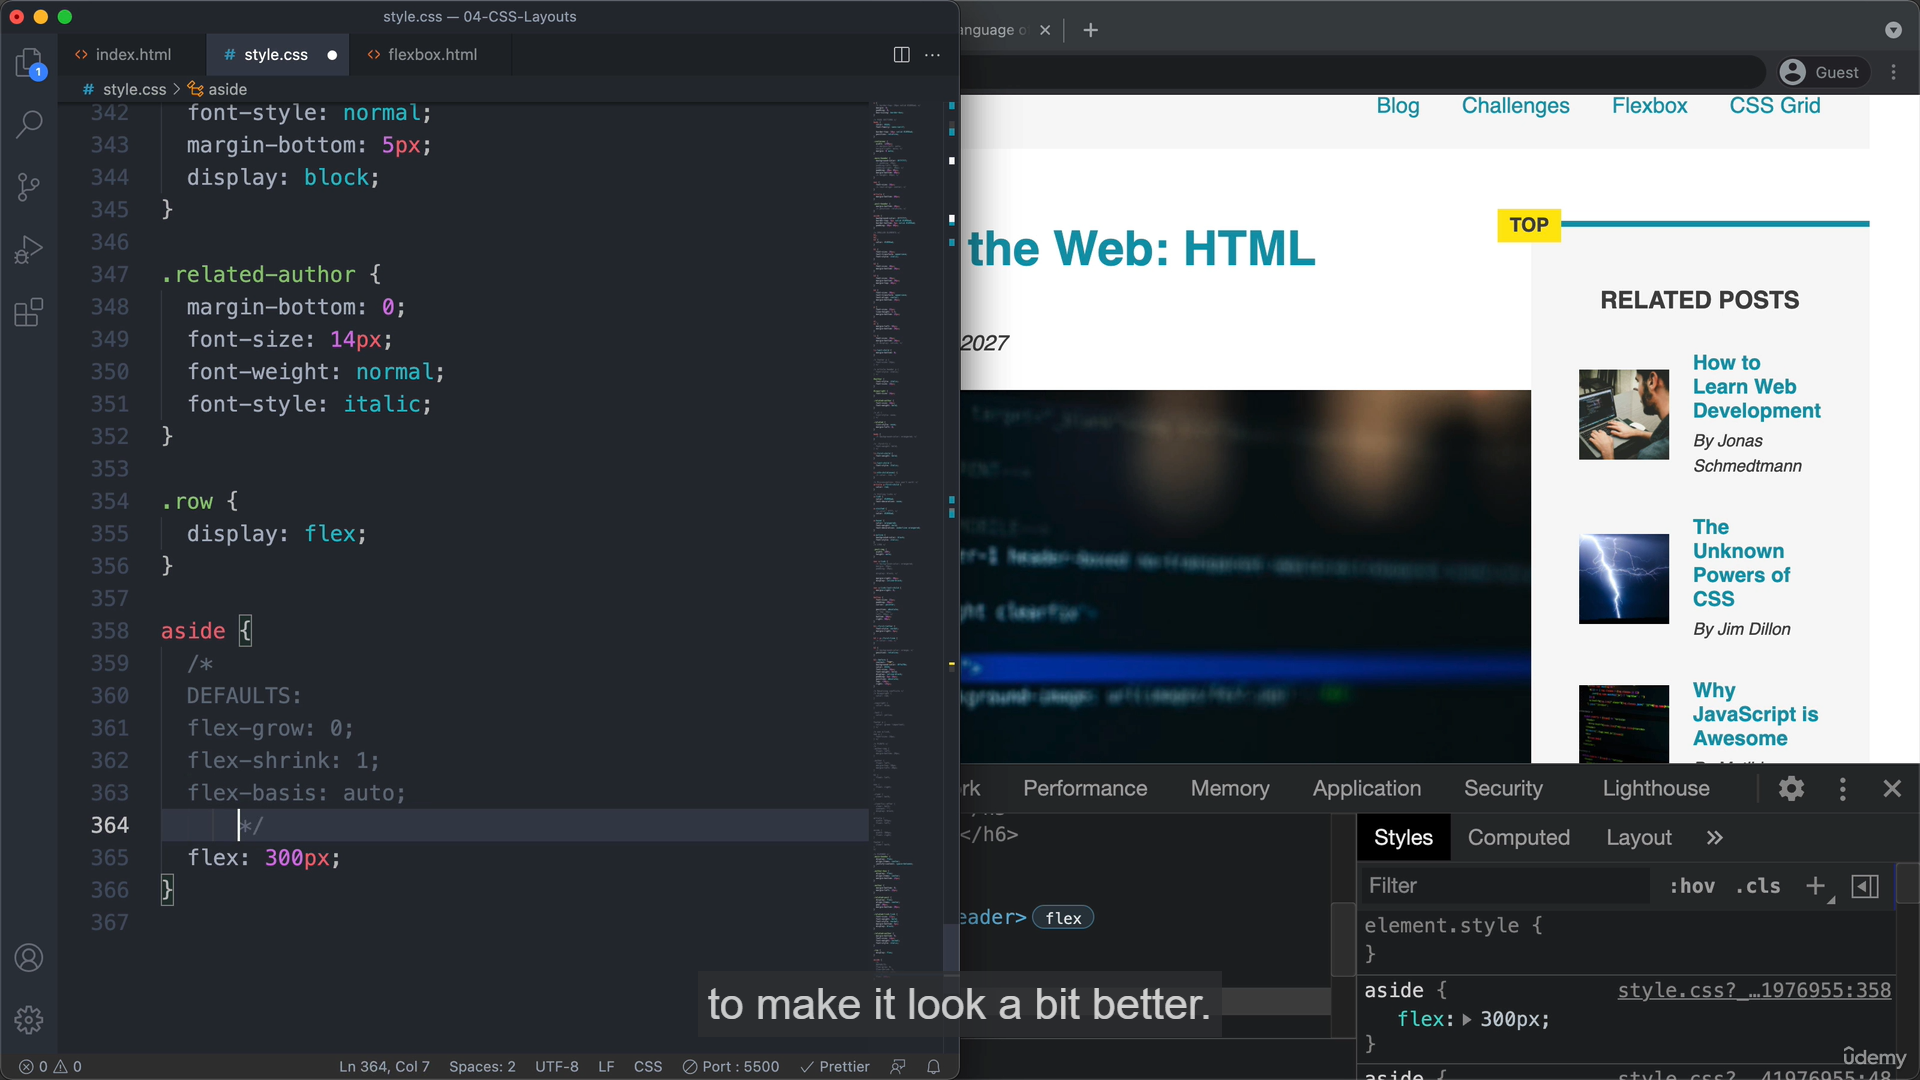 style.css — 04-CSS-Layouts
index.html
# style.css
flexbox.html
# style.css > aside
342 font-style: normal;
343 margin-bottom: 5px;
344 display: block;
345 }
346
347 .related-author {
348 margin-bottom: 0;
349 font-size: 14px;
350 font-weight: normal;
351 font-style: italic;
352 }
353
354 .row {
355 display: flex;
356 }
357
358 aside {
359 /*
360 DEFAULTS:
361 flex-grow: 0;
362 flex-shrink: 1;
363 flex-basis: auto;
364 */
365 flex: 300px;
366 }
367
1
0 0
Ln 364, Col 7
Spaces: 2
UTF-8
LF
CSS
Port : 5500
Prettier
Guest
Blog
Challenges
Flexbox
CSS Grid
the Web: HTML
2027
TOP
RELATED POSTS
How to
Learn Web
Development
By Jonas
Schmedtmann
The
Unknown
Powers of
CSS
By Jim Dillon
Why
JavaScript is
Awesome
Performance
Memory
Application
Security
Lighthouse
</h6>
eader> flex
Styles
Computed
Layout
Filter
:hov .cls
element.style {
}
aside {
style.css?_…1976955:358
flex: 300px;
}
aside {
41976955:48
to make it look a bit better.
ûdemy